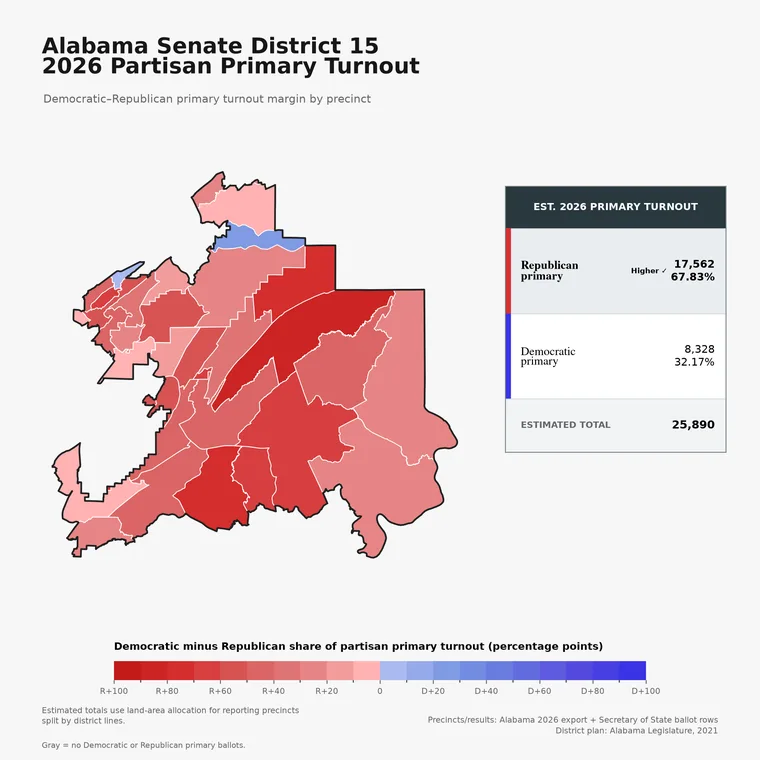 Alabama Senate District 15
2026 Partisan Primary Turnout
Democratic–Republican primary turnout margin by precinct
EST. 2026 PRIMARY TURNOUT
Republican
primary
Higher ✓
17,562
67.83%
Democratic
primary
8,328
32.17%
ESTIMATED TOTAL 25,890
Democratic minus Republican share of partisan primary turnout (percentage points)
R+100 R+80 R+60 R+40 R+20 0 D+20 D+40 D+60 D+80 D+100
Estimated totals use land-area allocation for reporting precincts
split by district lines.
Gray = no Democratic or Republican primary ballots.
Precincts/results: Alabama 2026 export + Secretary of State ballot rows
District plan: Alabama Legislature, 2021